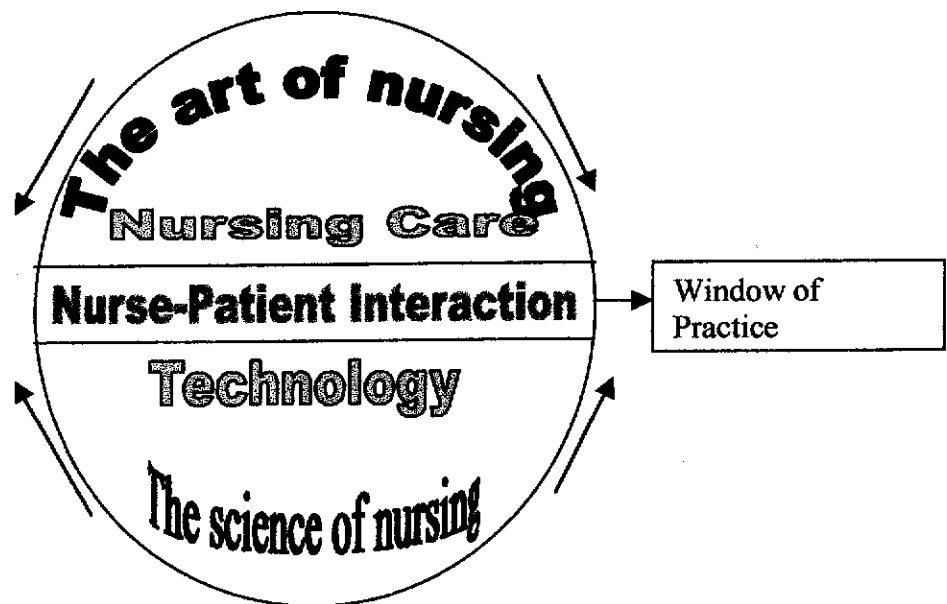 The art of nursing
Nursing Care
Nurse-Patient Interaction
Window of
Practice
Technology
The science of nursing